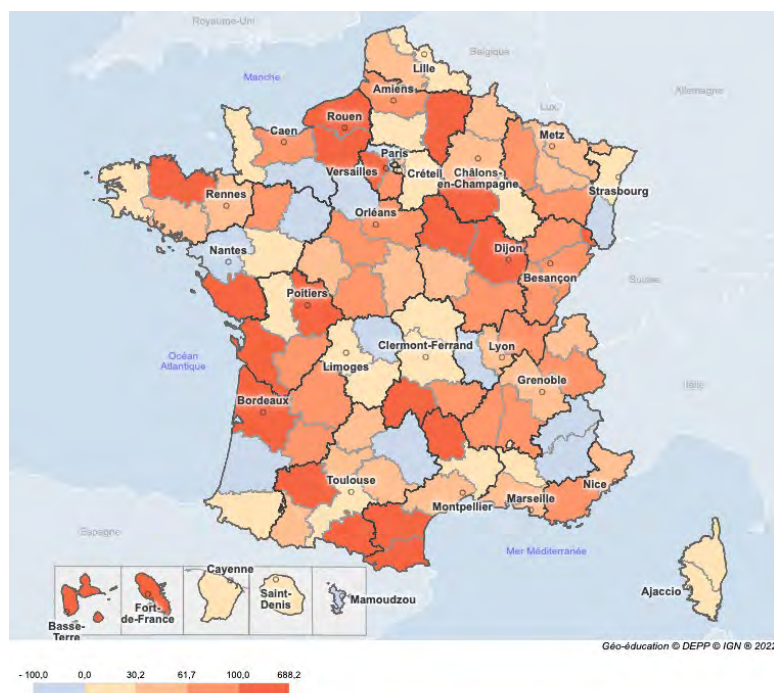 Royaume-Uni
Belgique
Lille
Manche
Allemagne
Amiens
Lux.
Rouen
Caen
Metz
Paris
Versailles
Créteil
Châlons-
en-Champagne
Strasbourg
Rennes
Orléans
Nantes
Dijon
Besançon
Suisse
Poitiers
Océan
Atlantique
Limoges
Clermont-Ferrand
Lyon
Grenoble
Italie
Bordeaux
Toulouse
Montpellier
Marseille
Nice
Espagne
Mer Méditerranée
Cayenne
Saint-
Denis
Mamoudzou
Fort-
de-France
Basse-
Terre
Ajaccio
Géo-éducation © DEPP © IGN ® 2022
- 100,0 0,0 30,2 61,7 100,0 688,2